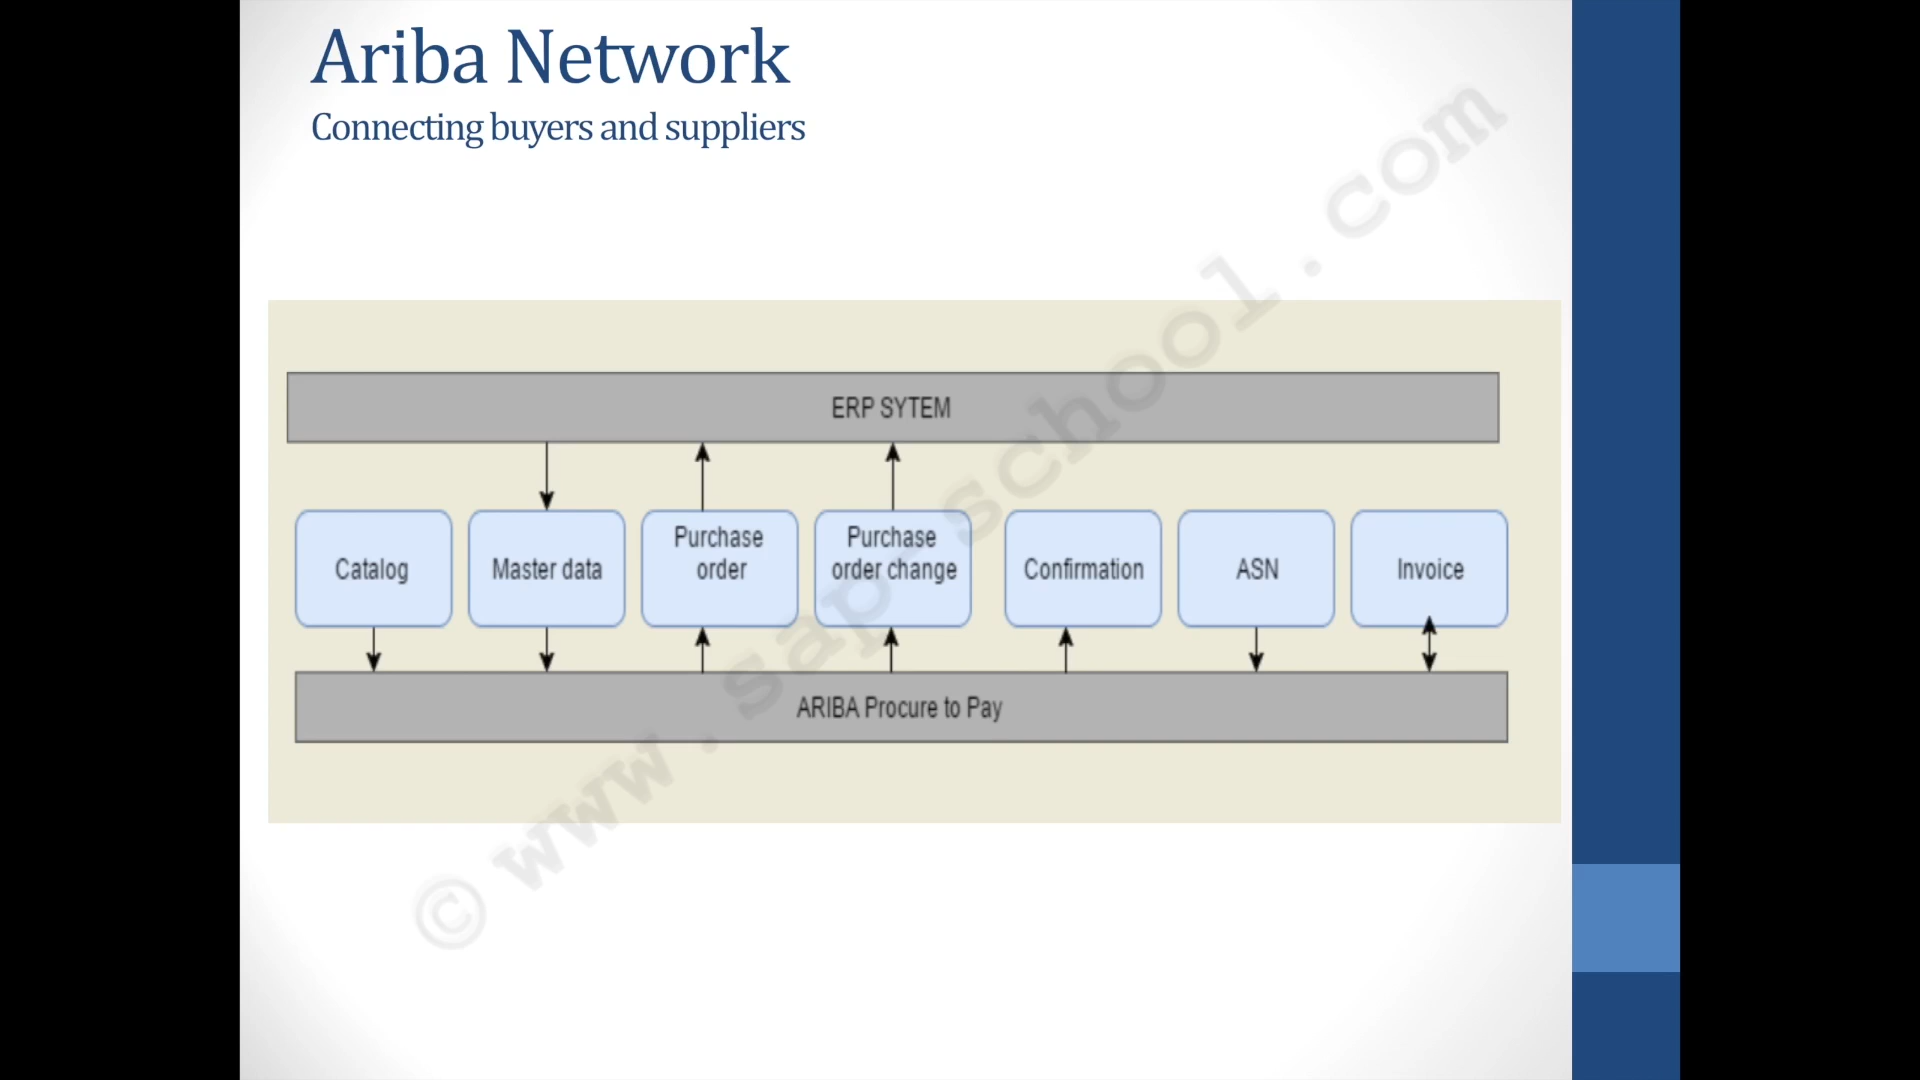 Ariba Network
Connecting buyers and suppliers
ERP SYTEM
Catalog
Master data
Purchase
order
Purchase
order change
Confirmation
ASN
Invoice
ARIBA Procure to Pay
© www.sap-school.com